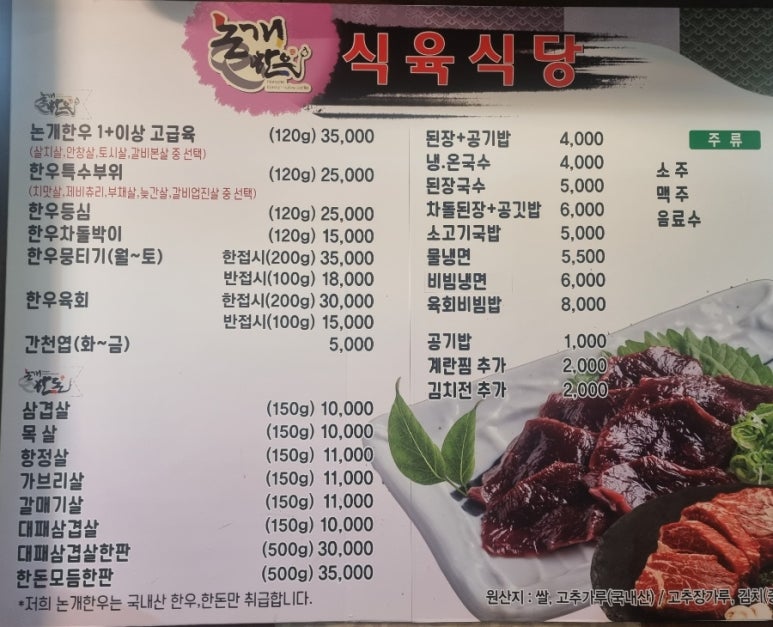 논개한우 식육식당
논개한우
논개한우 1+이상 고급육 (120g) 35,000
(살치살,안창살,토시살,갈비본살 중 선택)
한우특수부위 (120g) 25,000
(치맛살,제비츄리,부채살,늦간살,갈비업진살 중 선택)
한우등심 (120g) 25,000
한우차돌박이 (120g) 15,000
한우뭉티기(월~토) 한접시(200g) 35,000
반접시(100g) 18,000
한우육회 한접시(200g) 30,000
반접시(100g) 15,000
간천엽(화~금) 5,000
논개한돈
삼겹살 (150g) 10,000
목 살 (150g) 10,000
항정살 (150g) 11,000
가브리살 (150g) 11,000
갈매기살 (150g) 11,000
대패삼겹살 (150g) 10,000
대패삼겹살한판 (500g) 30,000
한돈모듬한판 (500g) 35,000
*저희 논개한우는 국내산 한우,한돈만 취급합니다.
된장+공기밥 4,000
냉.온국수 4,000
된장국수 5,000
차돌된장+공깃밥 6,000
소고기국밥 5,000
물냉면 5,500
비빔냉면 6,000
육회비빔밥 8,000
공기밥 1,000
계란찜 추가 2,000
김치전 추가 2,000
주 류
소 주
맥 주
음료수
원산지 : 쌀, 고추가루(국내산) / 고추장가루, 김치(중